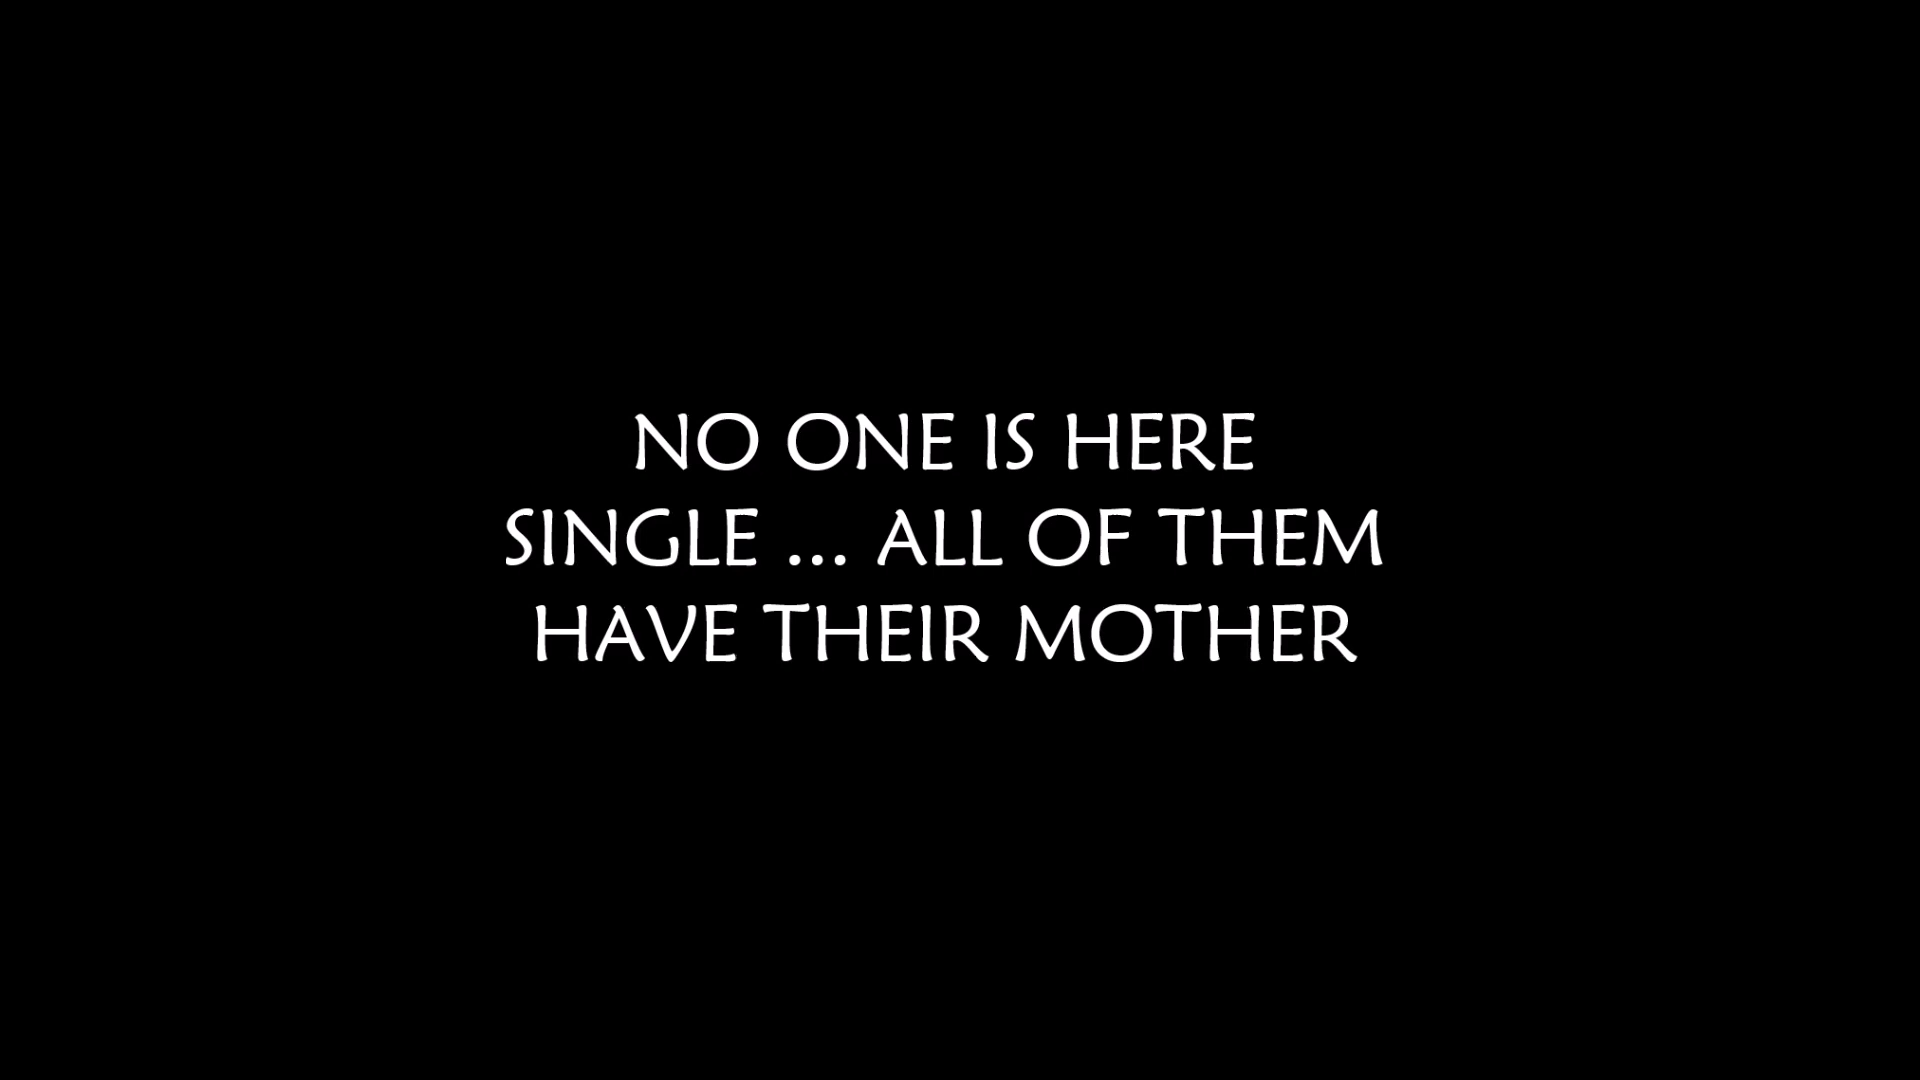 NO ONE IS HERE
SINGLE ... ALL OF THEM
HAVE THEIR MOTHER